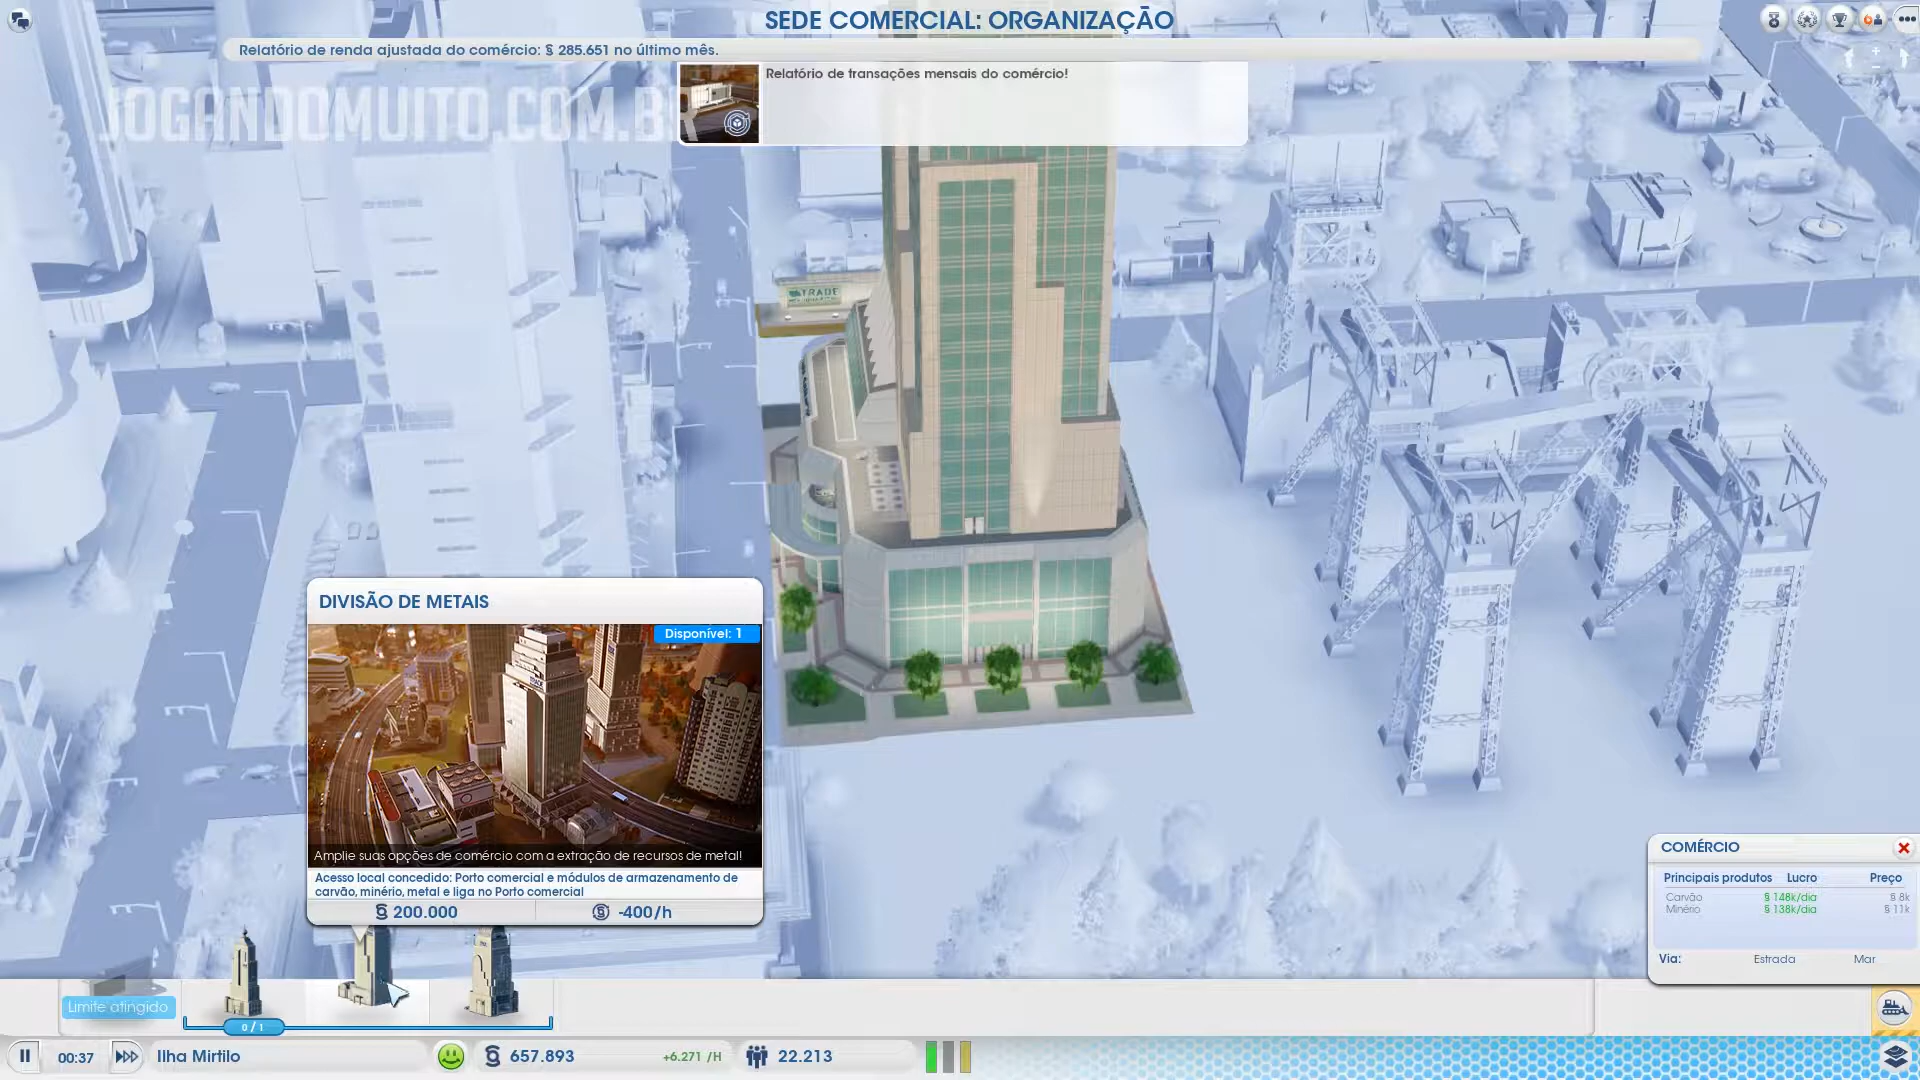 SEDE COMERCIAL: ORGANIZAÇÃO
Relatório de renda ajustada do comércio: § 285.651 no último mês.
Relatório de transações mensais do comércio!
JOGANDOMUITO.COM.BR
TRADE
DIVISÃO DE METAIS
Disponível: 1
Amplie suas opções de comércio com a extração de recursos de metal!
Acesso local concedido: Porto comercial e módulos de armazenamento de
carvão, minério, metal e liga no Porto comercial
§ 200.000 -400/h
COMÉRCIO
Principais produtos Lucro Preço
Carvão § 148k/dia § 8k
Minério § 138k/dia § 11k
Via: Estrada Mar
Limite atingido
0 / 1
00:37 Ilha Mirtilo § 657.893 +6.271 /H 22.213